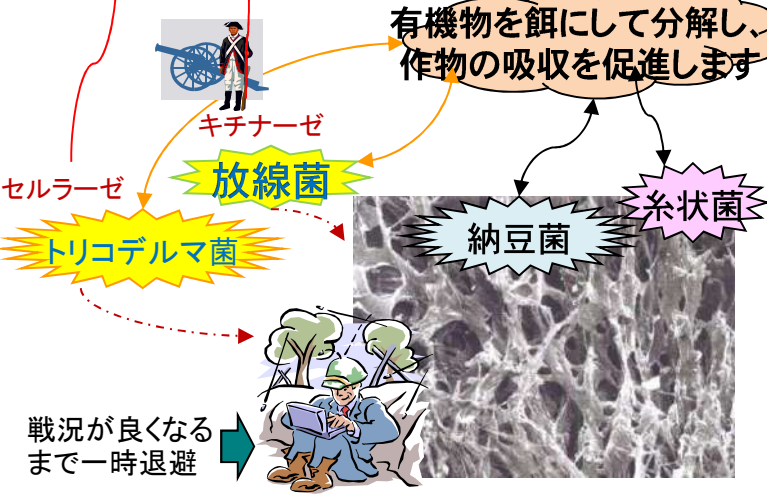 有機物を餌にして分解し、
作物の吸収を促進します
キチナーゼ
放線菌
セルラーゼ
糸状菌
納豆菌
トリコデルマ菌
戦況が良くなる
まで一時退避